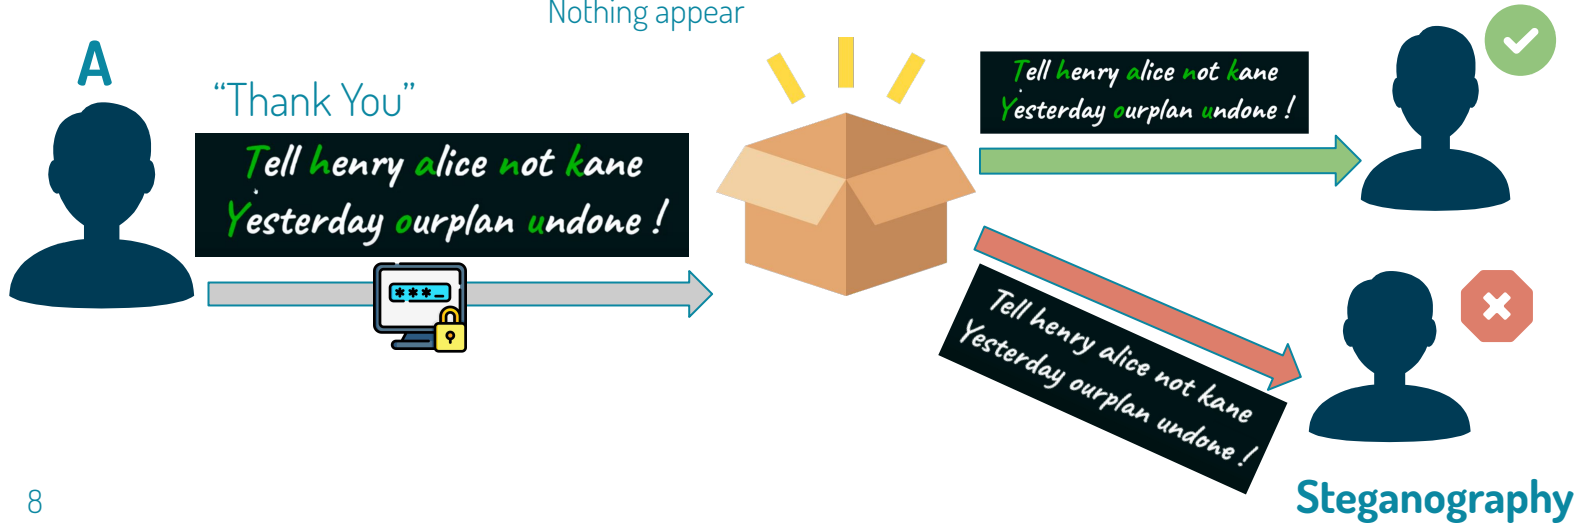 Nothing appear
A
“Thank You”
Tell henry alice not kane
Yesterday ourplan undone !
***_
Tell henry alice not kane
Yesterday ourplan undone !
Tell henry alice not kane
Yesterday ourplan undone !
8
Steganography